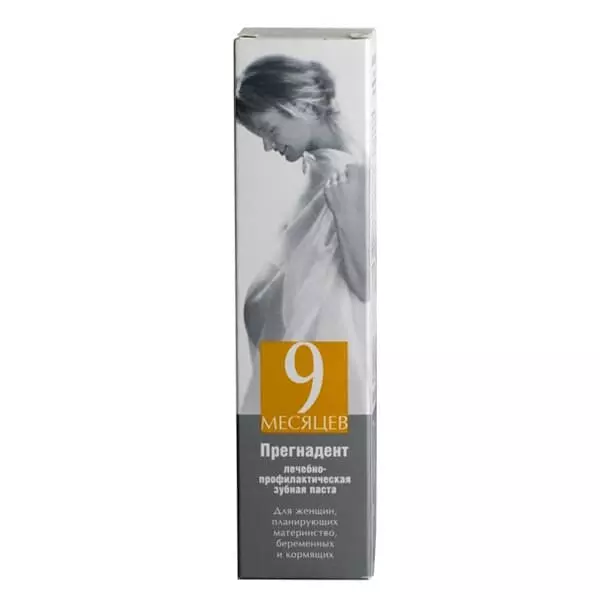 9
МЕСЯЦЕВ
Прегнадент
лечебно-
профилактическая
зубная паста
Для женщин,
планирующих
материнство,
беременных
и кормящих